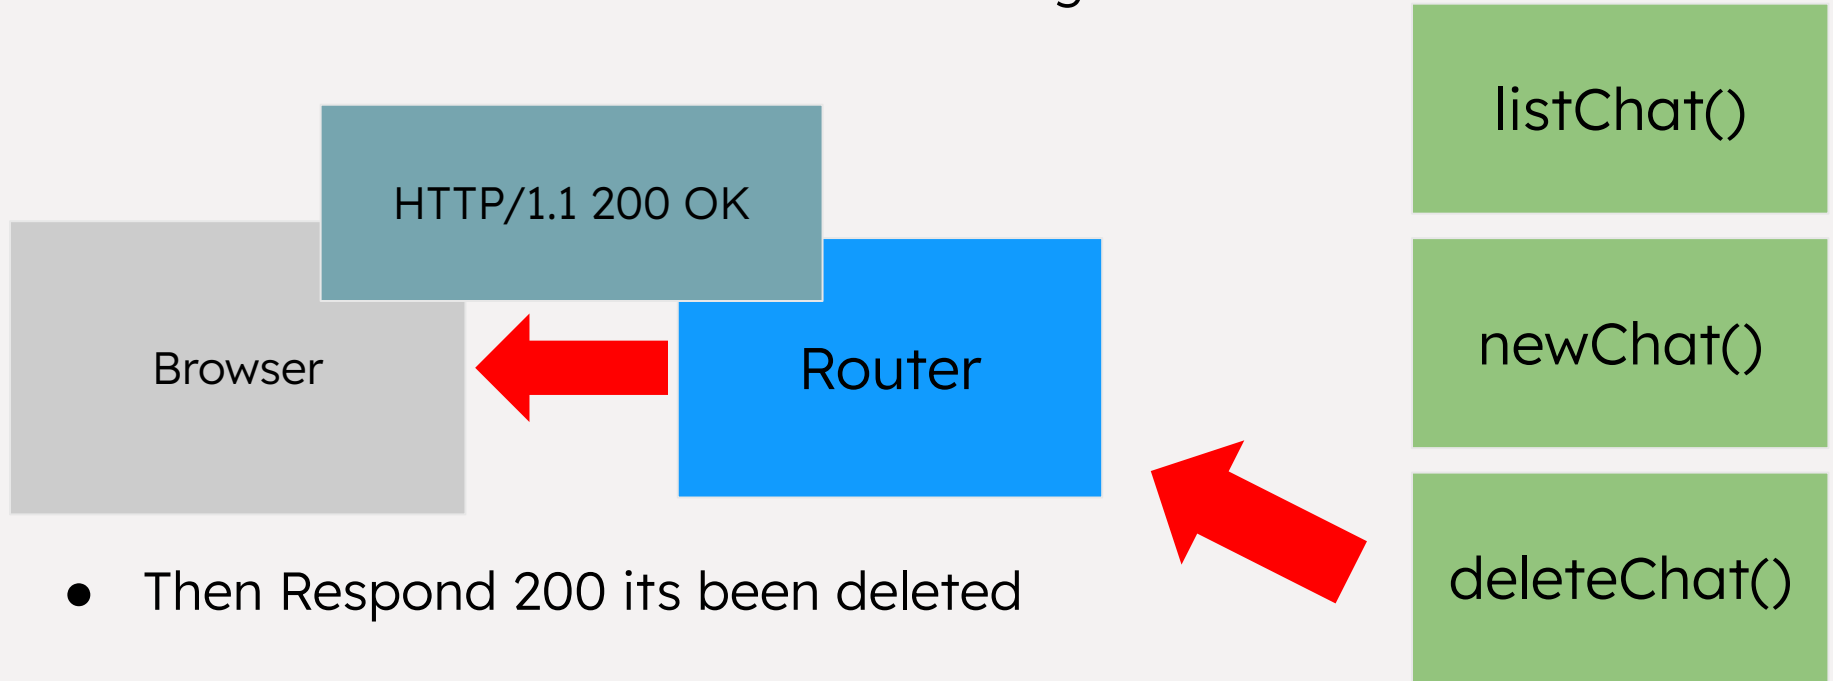 listChat()
HTTP/1.1 200 OK
Browser
Router
newChat()
deleteChat()
● Then Respond 200 its been deleted